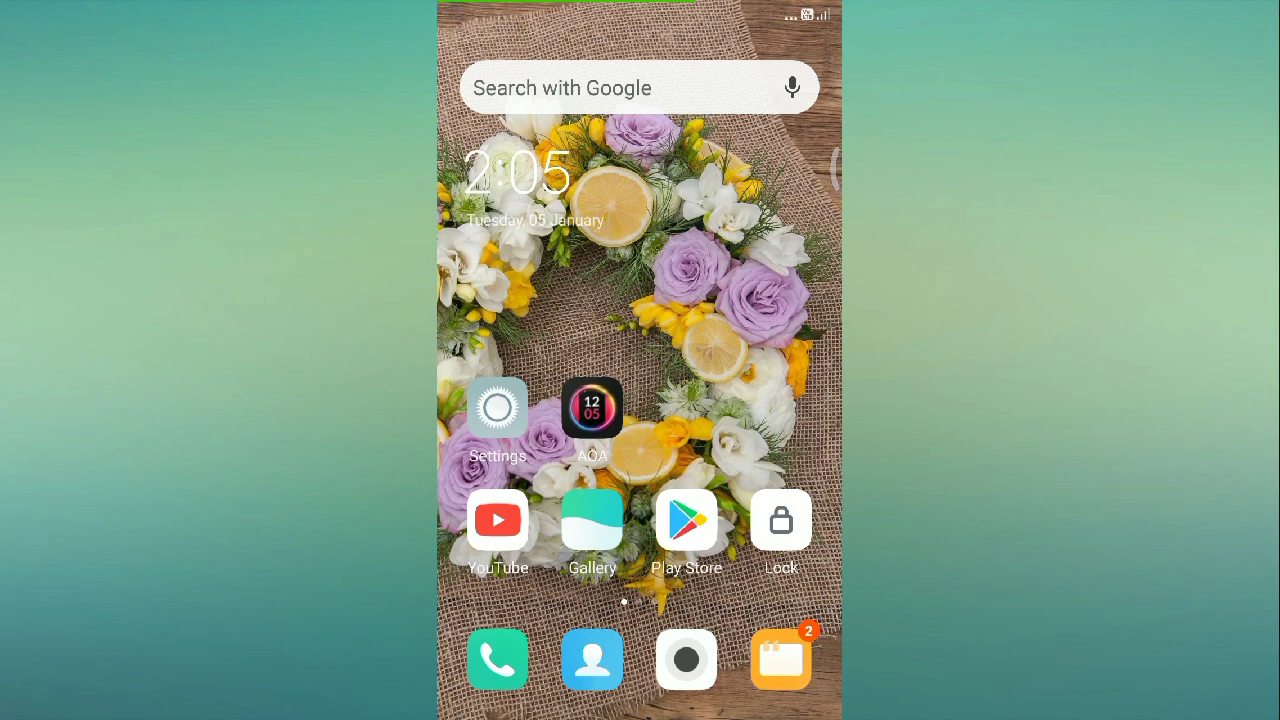 Search with Google
2:05
Tuesday, 05 January
12
05
Settings
AOA
YouTube
Gallery
Play Store
Lock
2